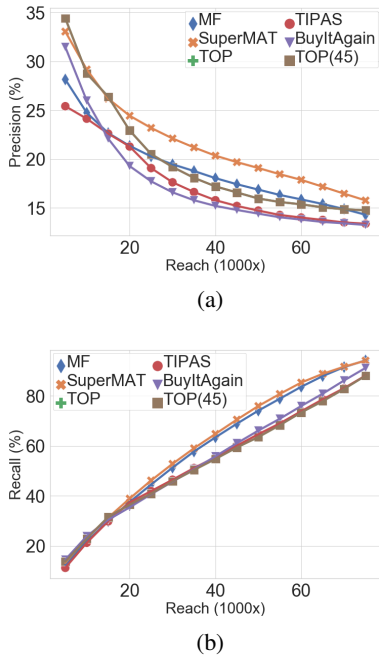 35
30
25
20
15
Precision (%)
MF TIPAS
SuperMAT BuyItAgain
TOP TOP(45)
20 40 60
Reach (1000x)
(a)
80
60
40
20
Recall (%)
MF TIPAS
SuperMAT BuyItAgain
TOP TOP(45)
20 40 60
Reach (1000x)
(b)